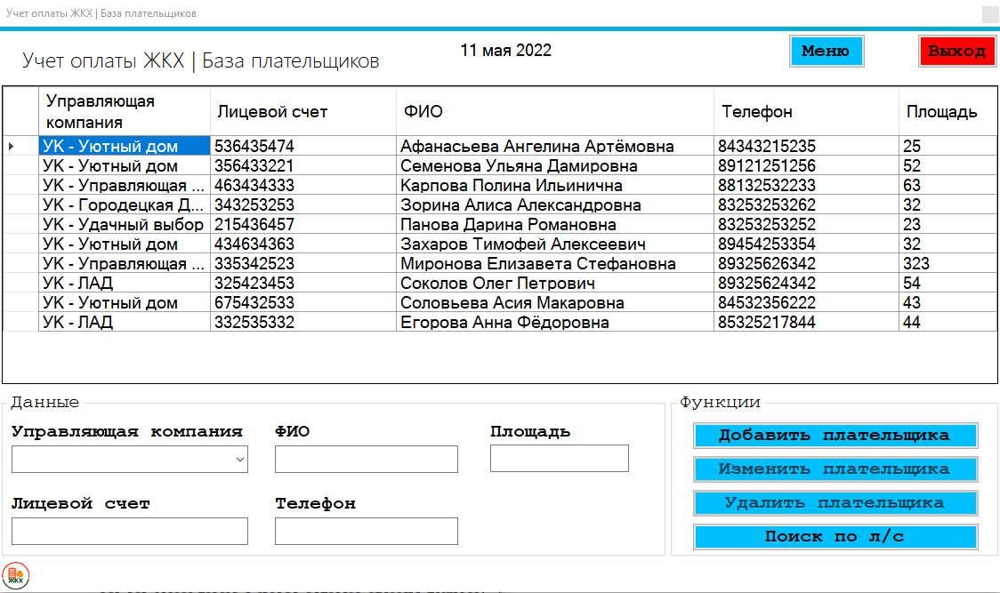 Учет оплаты ЖКХ | База плательщиков
Учет оплаты ЖКХ | База плательщиков 11 мая 2022 Меню Выход
Управляющая компания Лицевой счет ФИО Телефон Площадь
УК - Уютный дом 536435474 Афанасьева Ангелина Артёмовна 84343215235 25
УК - Уютный дом 356433221 Семенова Ульяна Дамировна 89121251256 52
УК - Управляющая ... 463434333 Карпова Полина Ильинична 88132532233 63
УК - Городецкая Д... 343253253 Зорина Алиса Александровна 83253253262 32
УК - Удачный выбор 215436457 Панова Дарина Романовна 83253253252 23
УК - Уютный дом 434634363 Захаров Тимофей Алексеевич 89454253354 32
УК - Управляющая ... 335342523 Миронова Елизавета Стефановна 89325626342 323
УК - ЛАД 325423453 Соколов Олег Петрович 89325624342 54
УК - Уютный дом 675432533 Соловьева Асия Макаровна 84532356222 43
УК - ЛАД 332535332 Егорова Анна Фёдоровна 85325217844 44
Данные
Управляющая компания ФИО Площадь
Лицевой счет Телефон
Функции
Добавить плательщика
Изменить плательщика
Удалить плательщика
Поиск по л/с
ЖКХ